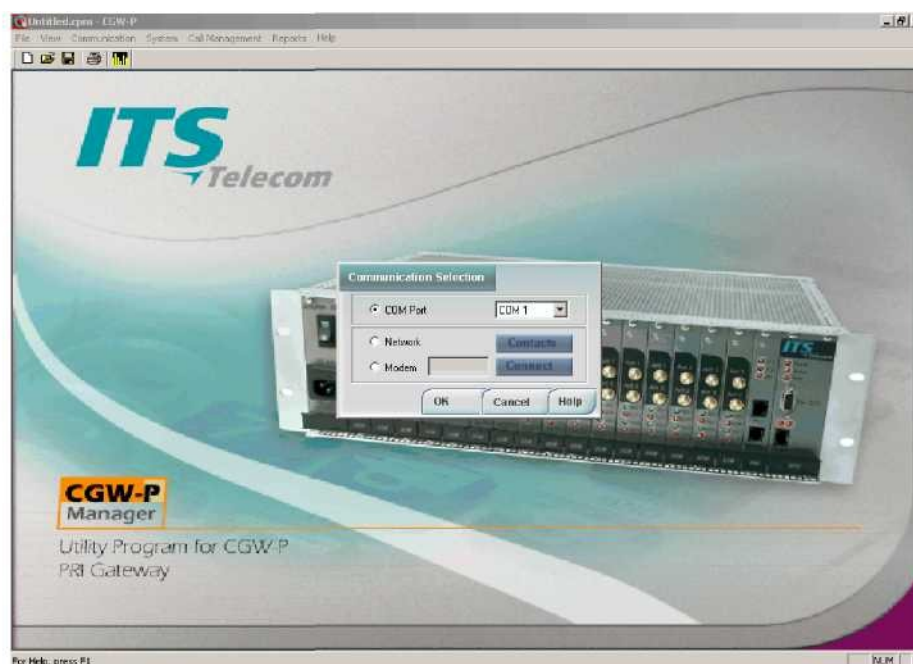 Untitled.cpm - CGW-P
File View Communication System Call Management Reports Help
ITS
Telecom
Communication Selection
COM Port COM 1
Network Contacts
Modem Connect
OK Cancel Help
ITS
CGW-P
Manager
Utility Program for CGW-P
PRI Gateway
For Help, press F1
NUM